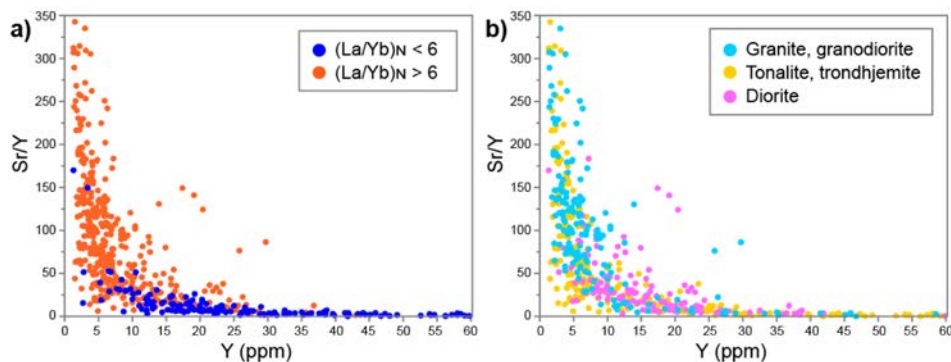 a)
(La/Yb)N < 6
(La/Yb)N > 6
Sr/Y
350
300
250
200
150
100
50
0
0 5 10 15 20 25 30 35 40 45 50 55 60
Y (ppm)
b)
Granite, granodiorite
Tonalite, trondhjemite
Diorite
Sr/Y
350
300
250
200
150
100
50
0
0 5 10 15 20 25 30 35 40 45 50 55 60
Y (ppm)